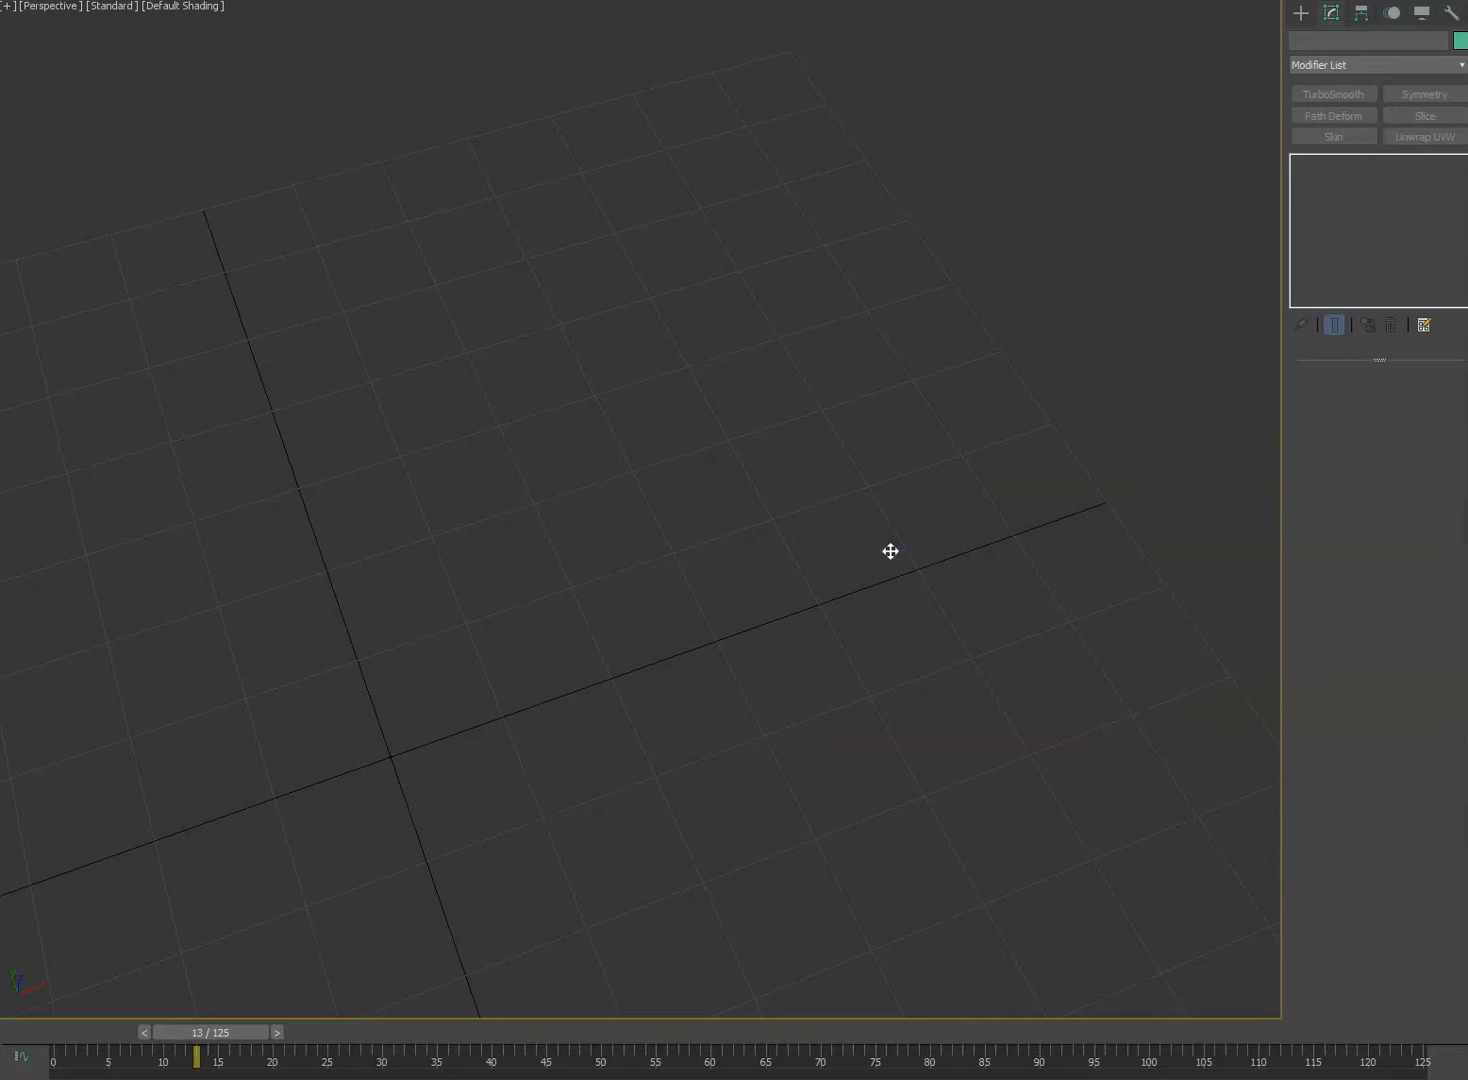 [+] [Perspective ] [Standard ] [Default Shading ]
Modifier List
TurboSmooth
Symmetry
Path Deform
Slice
Skin
Unwrap UVW
< 13 / 125 >
0 5 10 15 20 25 30 35 40 45 50 55 60 65 70 75 80 85 90 95 100 105 110 115 120 125